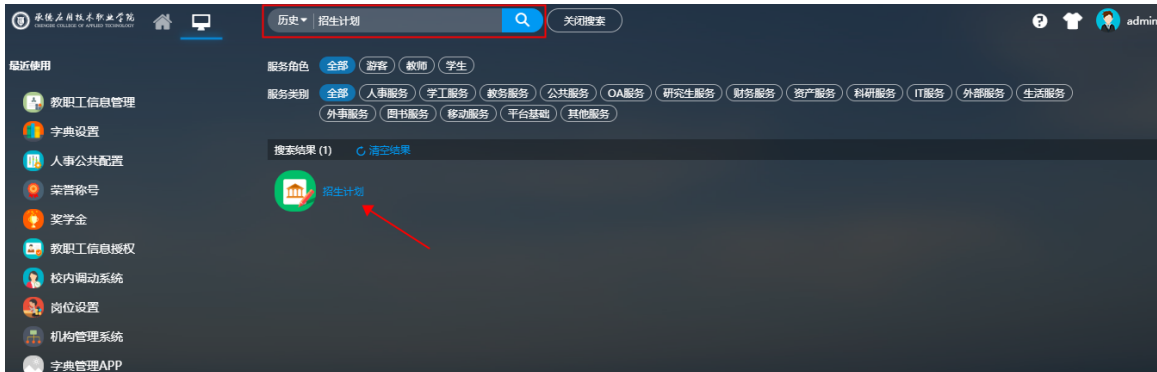 承德应用技术职业学院
CHENGDE COLLEGE OF APPLIED TECHNOLOGY
历史 招生计划
关闭搜索
admin
最近使用
教职工信息管理
字典设置
人事公共配置
荣誉称号
奖学金
教职工信息授权
校内调动系统
岗位设置
机构管理系统
字典管理APP
服务角色 全部 游客 教师 学生
服务类别 全部 人事服务 学工服务 教务服务 公共服务 OA服务 研究生服务 财务服务 资产服务 科研服务 IT服务 外部服务 生活服务
外事服务 图书服务 移动服务 平台基础 其他服务
搜索结果 (1) 清空结果
招生计划